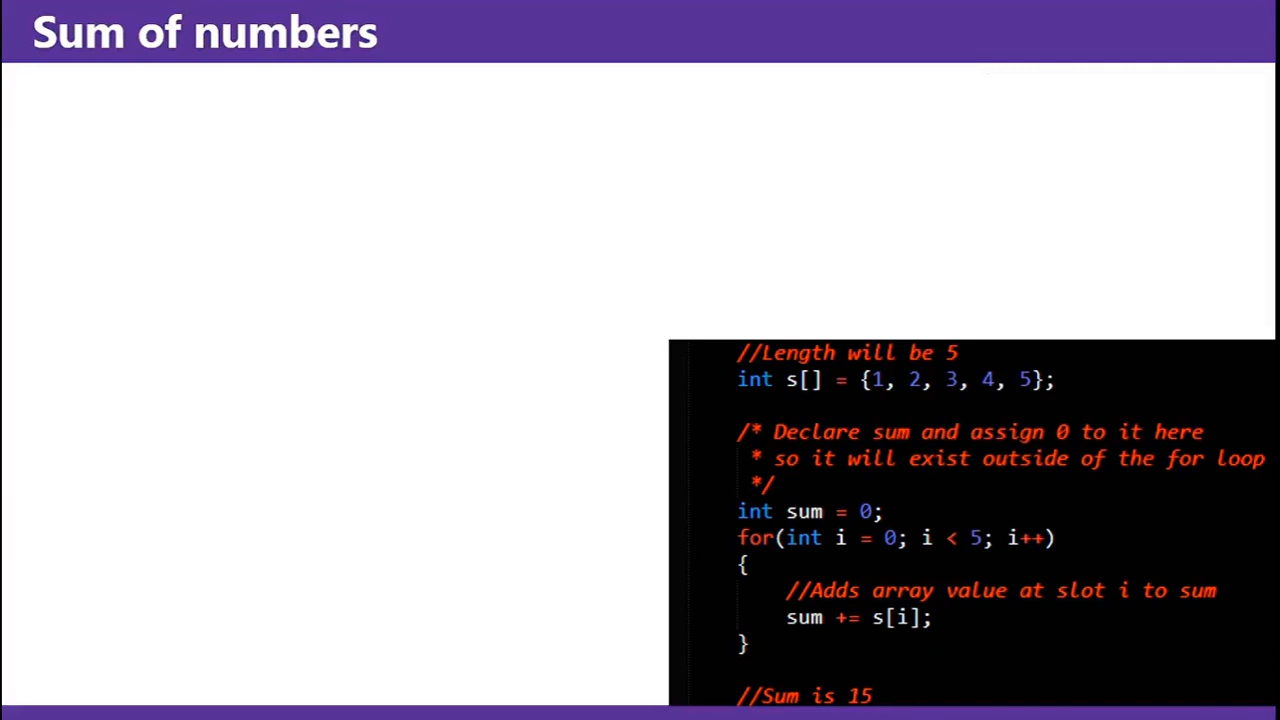 Sum of numbers
//Length will be 5
int s[] = {1, 2, 3, 4, 5};
/* Declare sum and assign 0 to it here
* so it will exist outside of the for loop
*/
int sum = 0;
for(int i = 0; i < 5; i++)
{
//Adds array value at slot i to sum
sum += s[i];
}
//Sum is 15